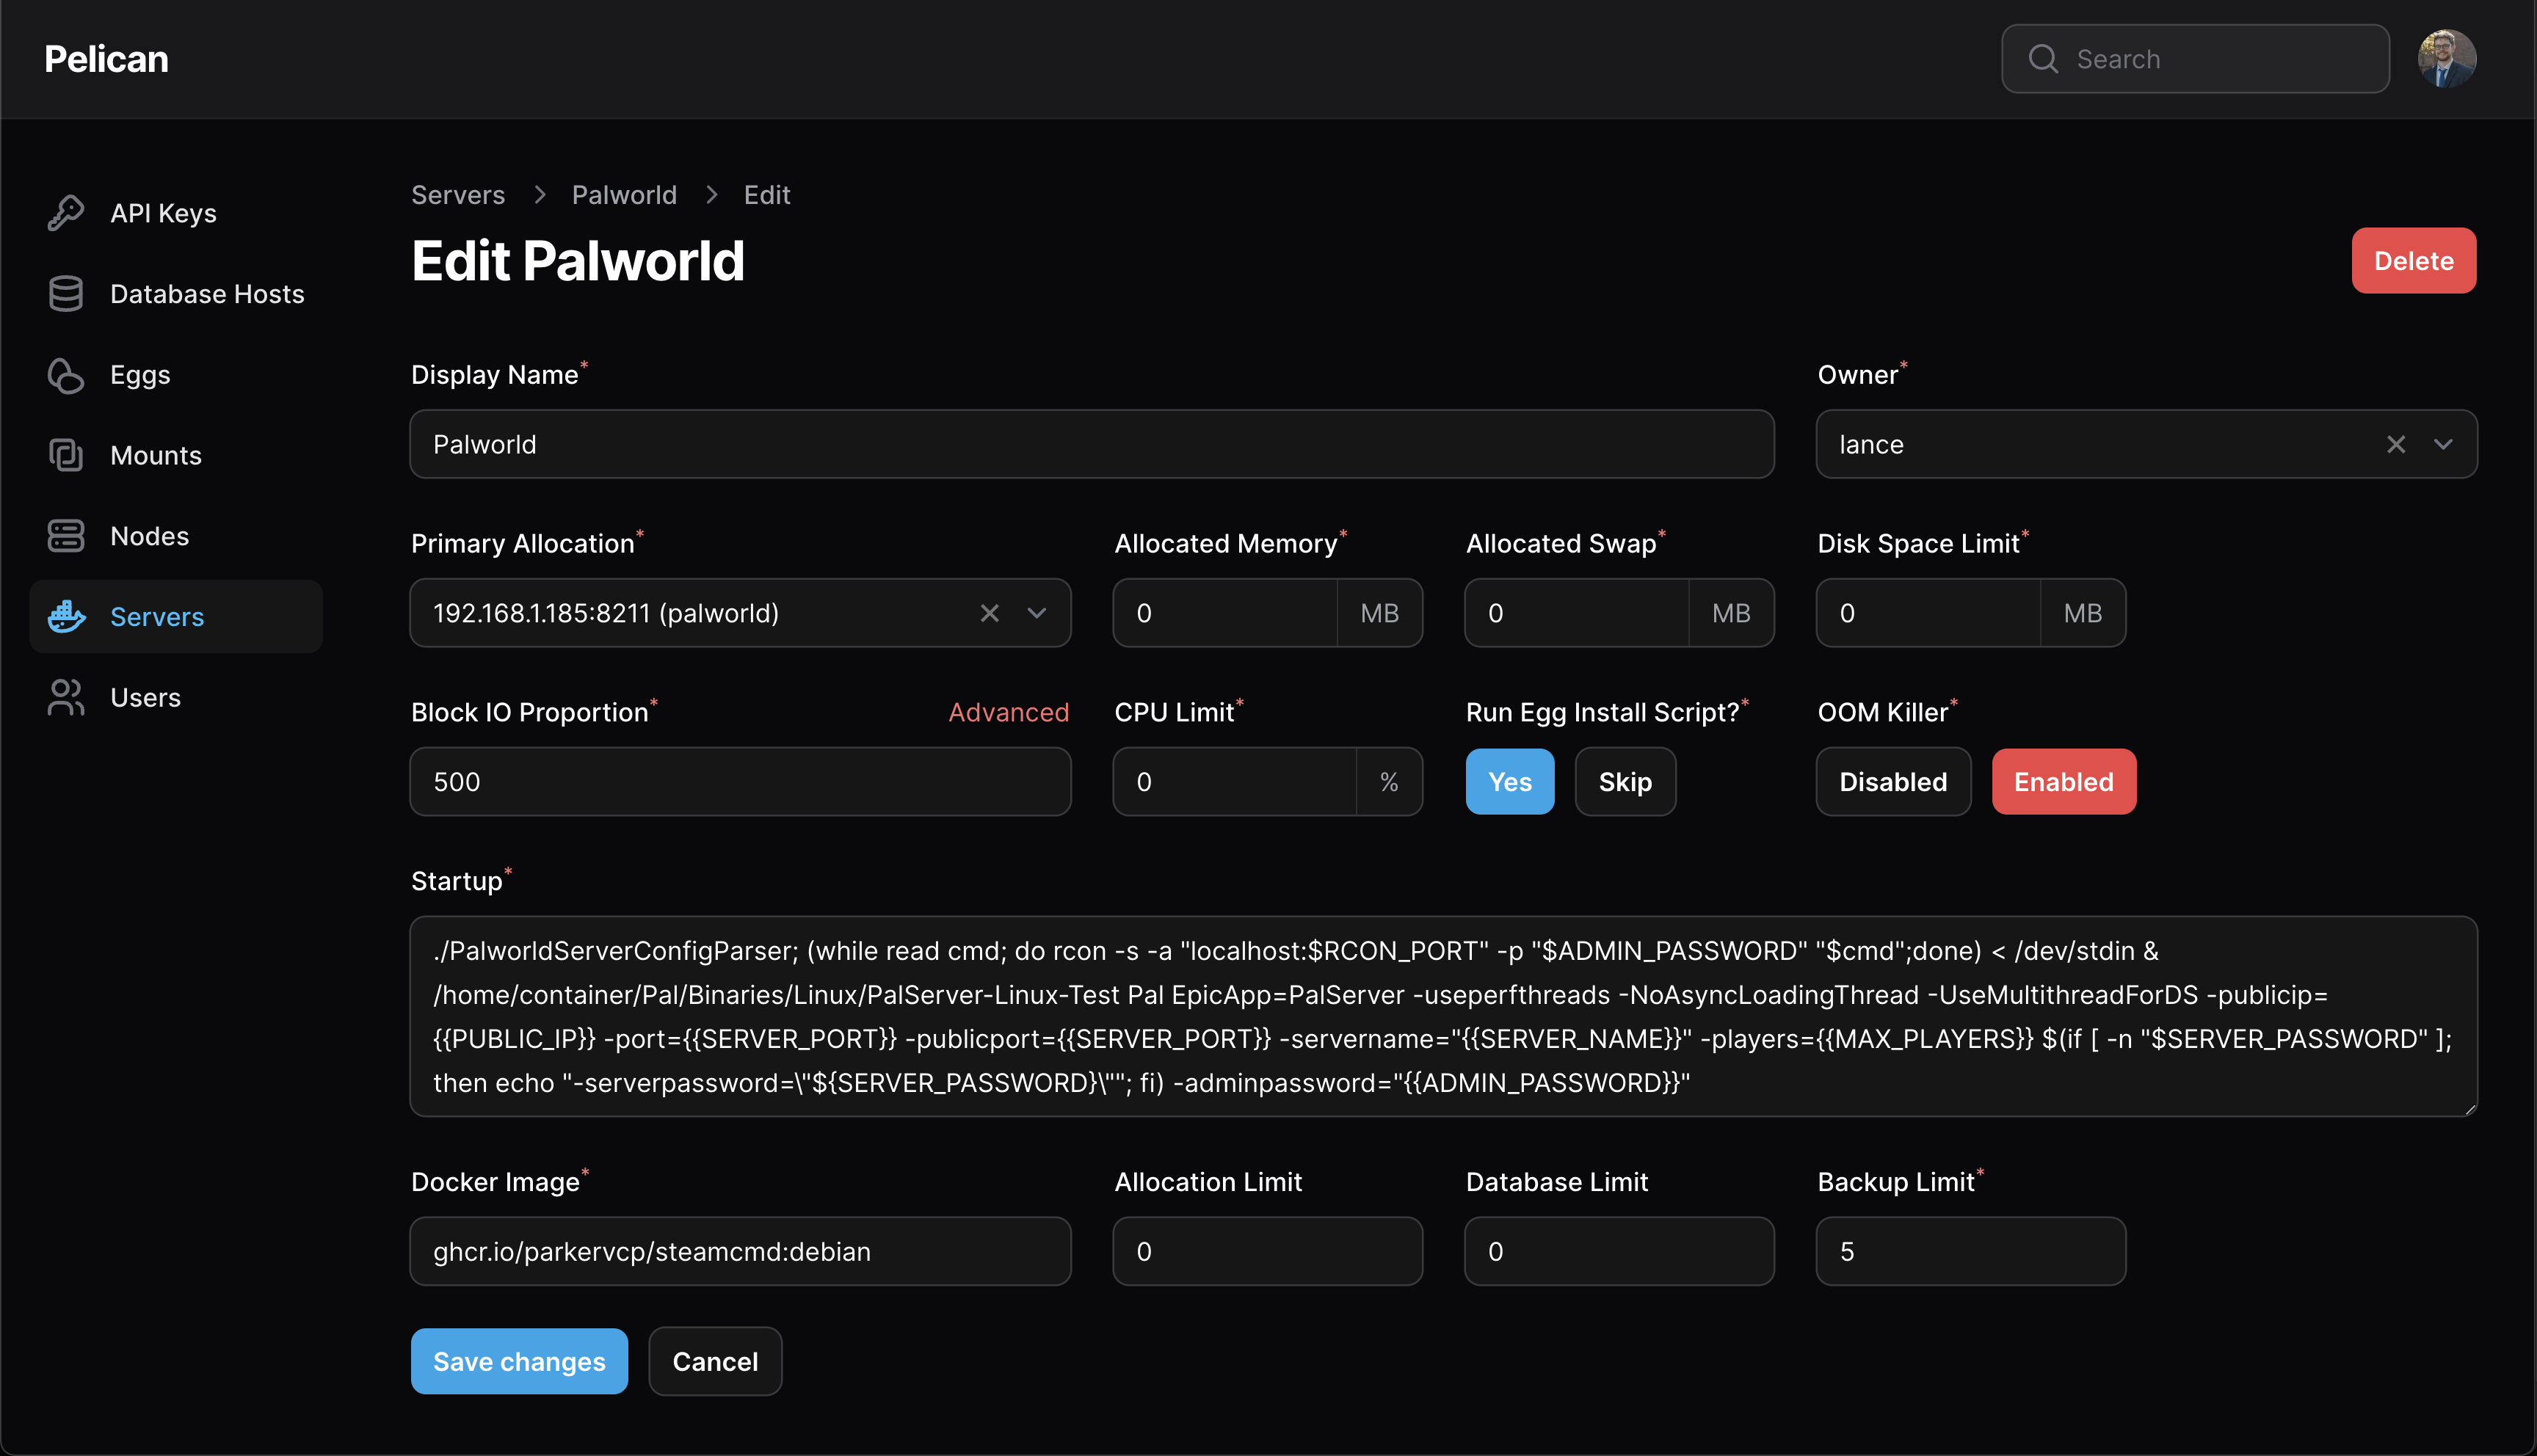 Pelican
Search
API Keys
Database Hosts
Eggs
Mounts
Nodes
Servers
Users
Servers > Palworld > Edit
Edit Palworld
Delete
Display Name*
Owner*
Palworld
lance
Primary Allocation*
Allocated Memory*
Allocated Swap*
Disk Space Limit*
192.168.1.185:8211 (palworld)
0 MB
0 MB
0 MB
Block IO Proportion*
Advanced
CPU Limit*
Run Egg Install Script?*
OOM Killer*
500
0 %
Yes
Skip
Disabled
Enabled
Startup*
./PalworldServerConfigParser; (while read cmd; do rcon -s -a "localhost:$RCON_PORT" -p "$ADMIN_PASSWORD" "$cmd";done) < /dev/stdin &
/home/container/Pal/Binaries/Linux/PalServer-Linux-Test Pal EpicApp=PalServer -useperfthreads -NoAsyncLoadingThread -UseMultithreadForDS -publicip=
{{PUBLIC_IP}} -port={{SERVER_PORT}} -publicport={{SERVER_PORT}} -servername="{{SERVER_NAME}}" -players={{MAX_PLAYERS}} $(if [ -n "$SERVER_PASSWORD" ];
then echo "-serverpassword=\"${SERVER_PASSWORD}\""; fi) -adminpassword="{{ADMIN_PASSWORD}}"
Docker Image*
Allocation Limit
Database Limit
Backup Limit*
ghcr.io/parkervcp/steamcmd:debian
0
0
5
Save changes
Cancel